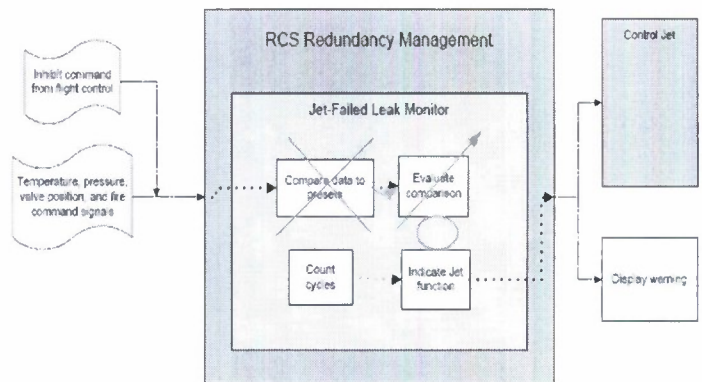 RCS Redundancy Management
Control Jet
Inhibit command
from flight control
Jet-Failed Leak Monitor
Temperature, pressure,
valve position, and fire
command signals
Compare data to
presets
Evaluate
comparison
Count
cycles
Indicate Jet
function
Display warning